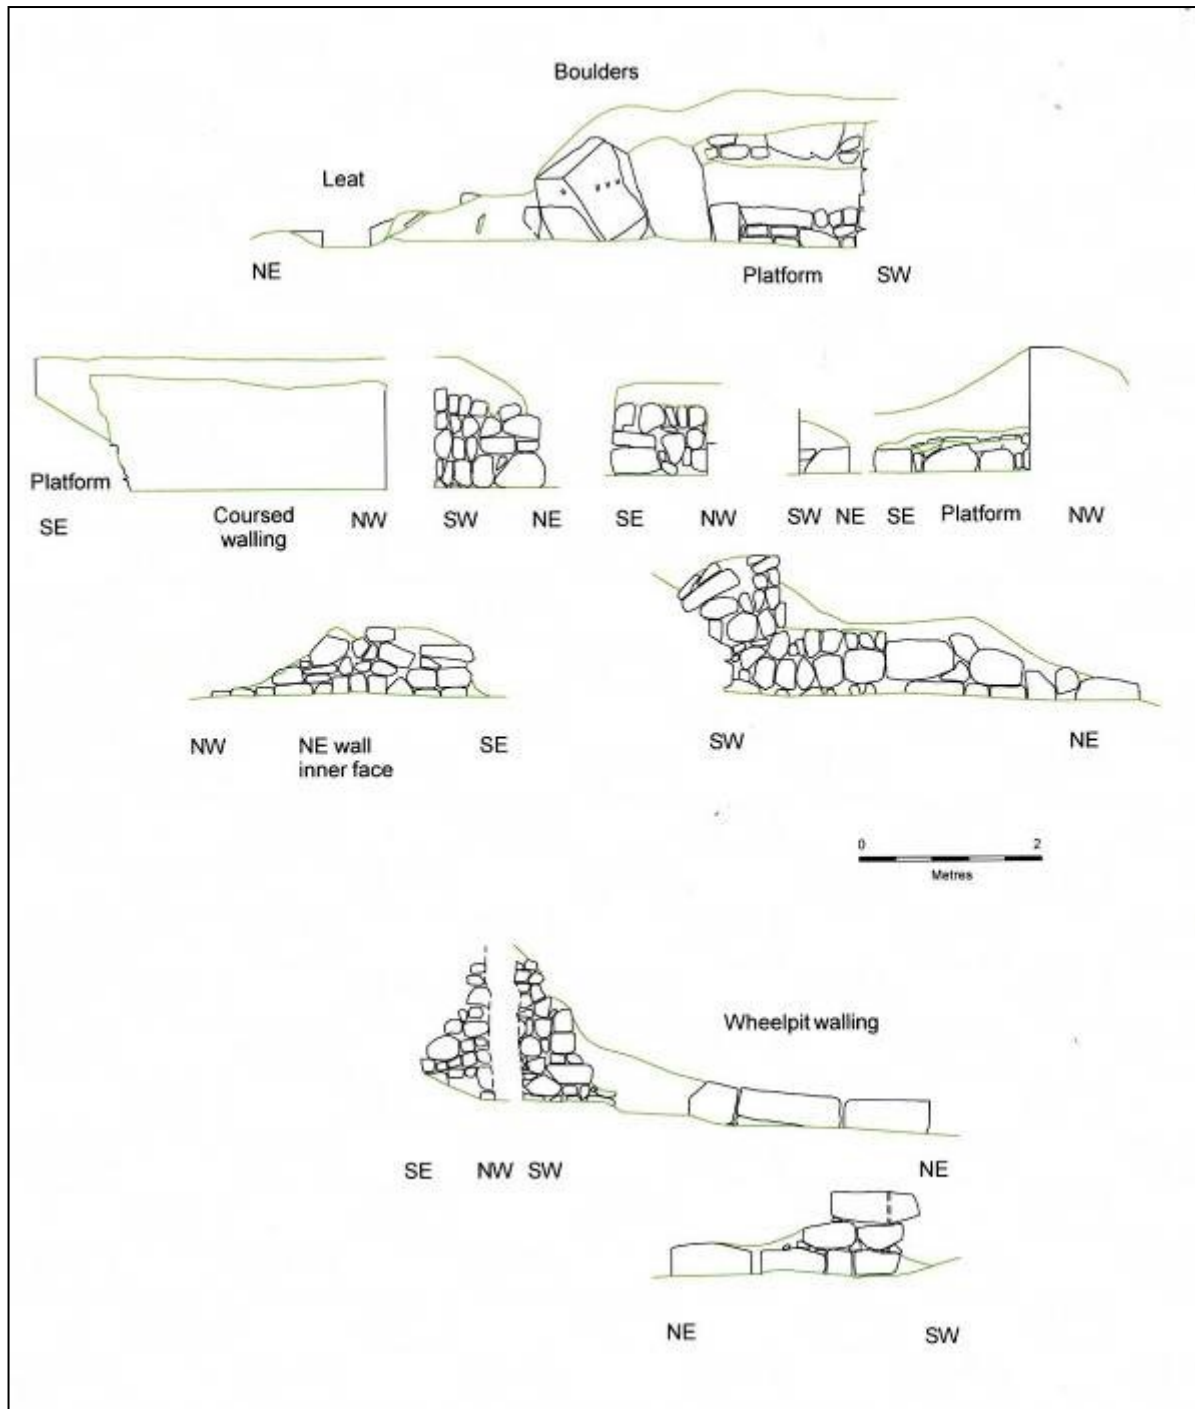 Boulders
Leat
NE
Platform
SW
Platform
SE
Coursed
walling
NW
SW
NE
SE
NW
SW
NE
SE
Platform
NW
NW
NE wall
inner face
SE
SW
NE
0
2
Metres
Wheelpit walling
SE
NW
SW
NE
NE
SW